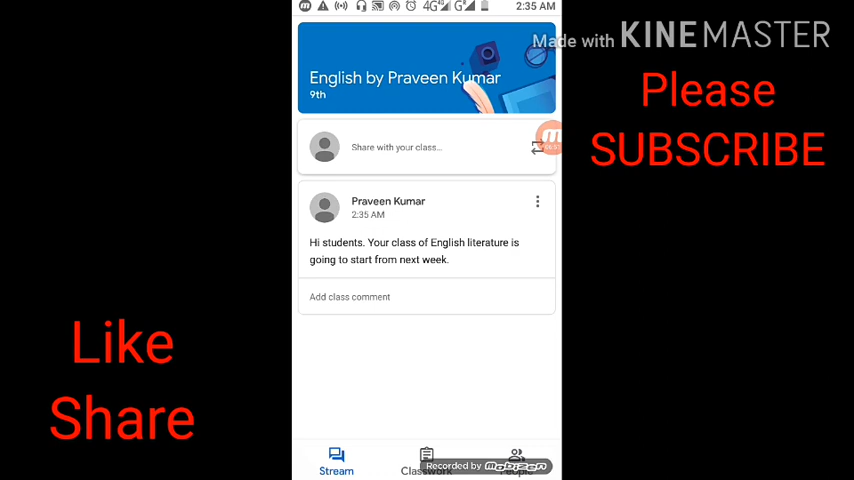 4G
2:35 AM
Made with KINEMASTER
English by Praveen Kumar
9th
Please
SUBSCRIBE
Share with your class...
Praveen Kumar
2:35 AM
Hi students. Your class of English literature is
going to start from next week.
Add class comment
Like
Share
Stream
Recorded by Mobizen